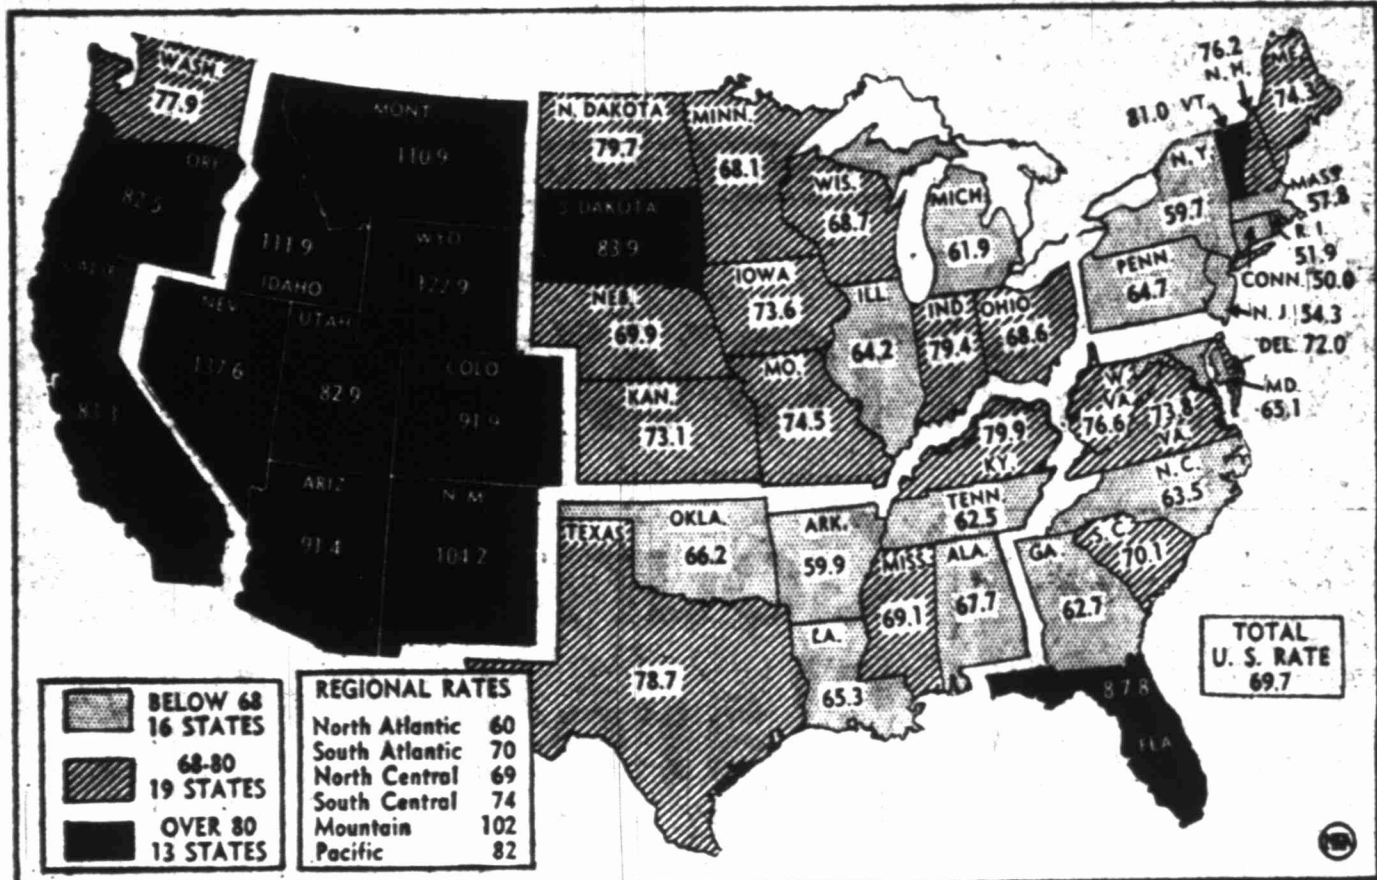 WASH.
77.9
ORE
82.5
CALIF
MONT
110.9
111.9
IDAHO
WYO
122.9
NEV
137.6
UTAH
82.9
COLO
91.9
ARIZ
91.4
N. M
104.2
N. DAKOTA
79.7
S. DAKOTA
83.9
NEB.
69.9
KAN.
73.1
MINN.
68.1
IOWA
73.6
MO.
74.5
WIS.
68.7
ILL.
64.2
MICH.
61.9
IND.
79.4
OHIO
68.6
79.9
KY.
TENN.
62.5
OKLA.
66.2
TEXAS
78.7
ARK.
59.9
LA.
65.3
MISS.
69.1
ALA.
67.7
GA.
62.7
87.8
FLA
S.C.
70.1
N.C.
63.5
W.
VA.
76.6
73.8
VA.
PENN.
64.7
N.Y.
59.7
81.0 VT.
76.2
N. H.
ME.
74.3
MASS.
57.8
R. I.
51.9
CONN. 50.0
N. J. 54.3
DEL. 72.0
MD.
65.1
TOTAL
U. S. RATE
69.7
BELOW 68
16 STATES
68-80
19 STATES
OVER 80
13 STATES
REGIONAL RATES
North Atlantic 60
South Atlantic 70
North Central 69
South Central 74
Mountain 102
Pacific 82
NEA